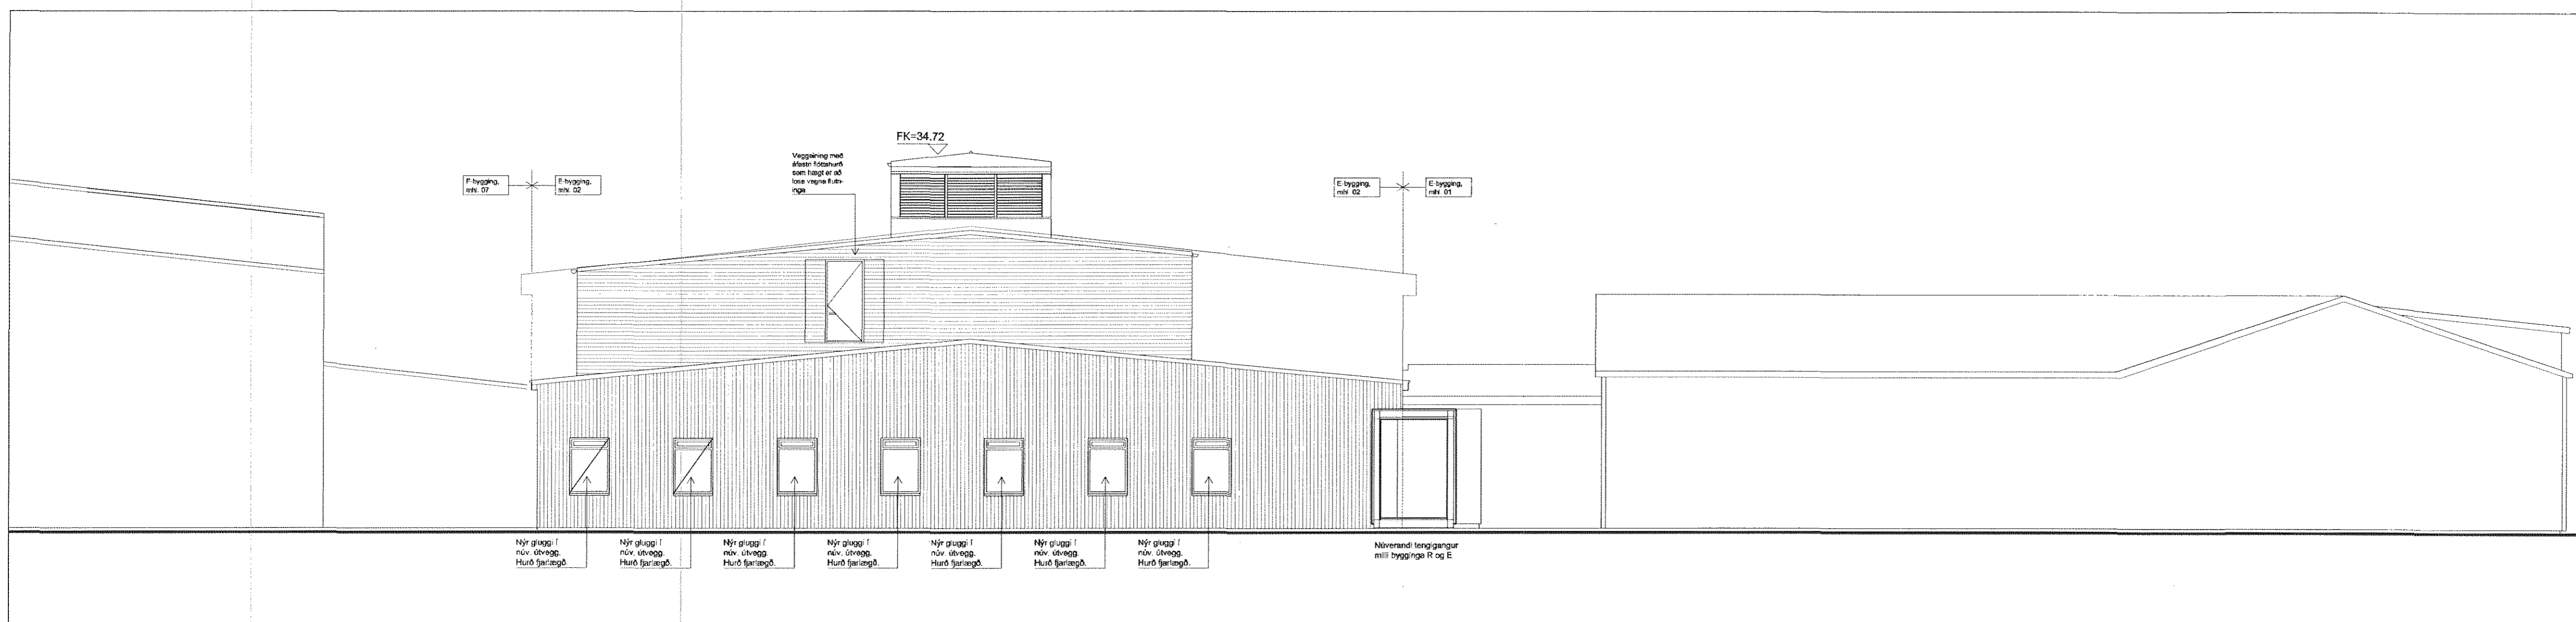 FK=34.72
Veggeining með
áfastri flóttahurð
sem hægt er að
losa vegna flutn-
inga.
F-bygging,
mhl. 07
E-bygging,
mhl. 02
E-bygging,
mhl. 02
E-bygging,
mhl. 01
Nýr gluggi í
núv. útvegg.
Hurð fjarlægð.
Nýr gluggi í
núv. útvegg.
Hurð fjarlægð.
Nýr gluggi í
núv. útvegg.
Hurð fjarlægð.
Nýr gluggi í
núv. útvegg.
Hurð fjarlægð.
Nýr gluggi í
núv. útvegg.
Hurð fjarlægð.
Nýr gluggi í
núv. útvegg.
Hurð fjarlægð.
Nýr gluggi í
núv. útvegg.
Hurð fjarlægð.
Núverandi tengigangur
milli bygginga R og E